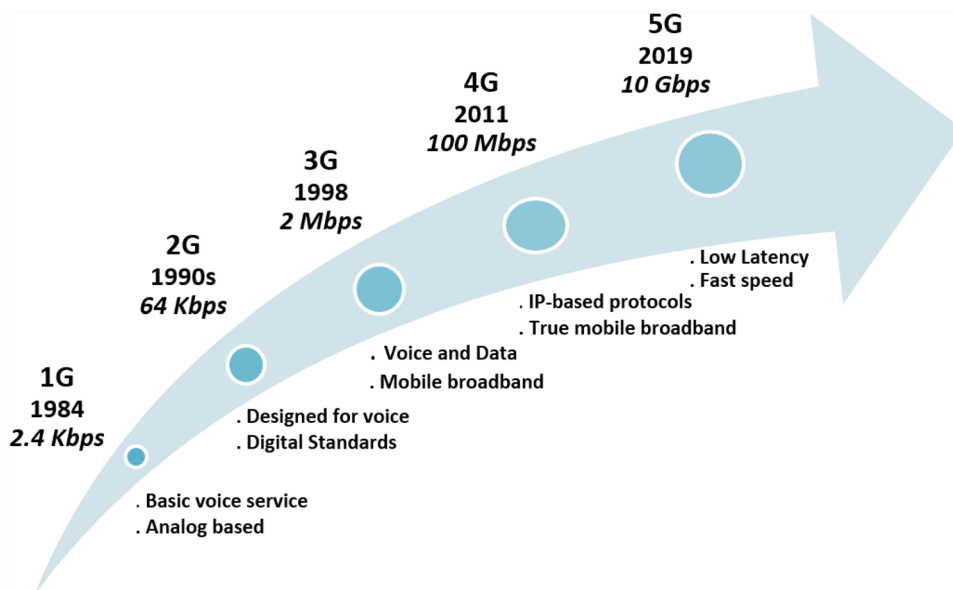 1G
1984
2.4 Kbps
. Basic voice service
. Analog based
2G
1990s
64 Kbps
. Designed for voice
. Digital Standards
3G
1998
2 Mbps
. Voice and Data
. Mobile broadband
4G
2011
100 Mbps
. IP-based protocols
. True mobile broadband
5G
2019
10 Gbps
. Low Latency
. Fast speed